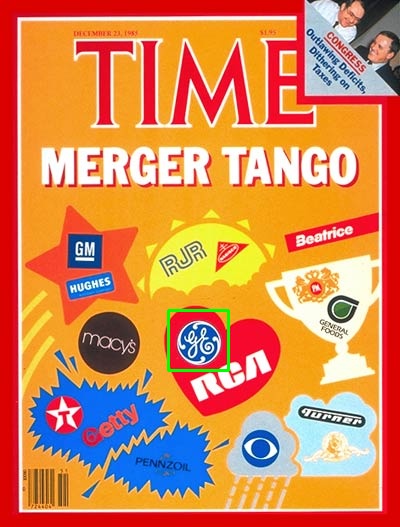 DECEMBER 23, 1985
$1.95
TIME
CONGRESS
Outlawing Deficits,
Dithering on
Taxes
MERGER TANGO
GM
HUGHES
RJR
Beatrice
P.M.
GENERAL
FOODS
macy's
GE
RCA
T
Getty
PENNZOIL
Turner